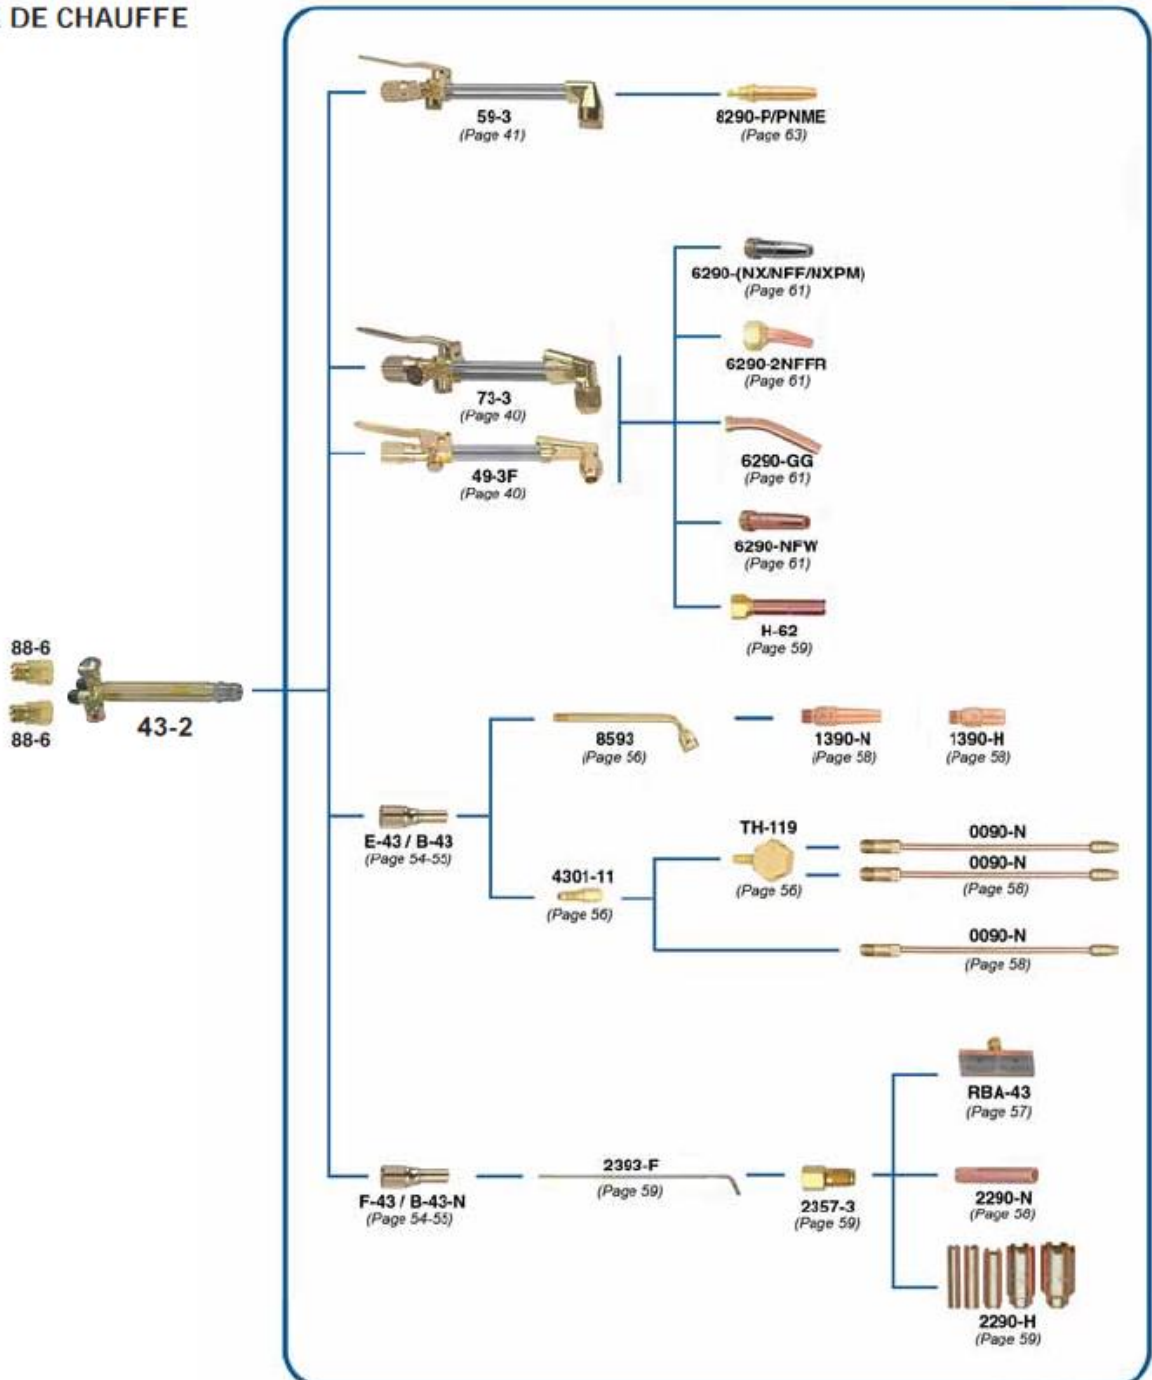 DE CHAUFFE
59-3
(Page 41)
8290-P/PNME
(Page 63)
6290-(NX/NFF/NXPM)
(Page 61)
6290-2NFFR
(Page 61)
73-3
(Page 40)
6290-GG
(Page 61)
49-3F
(Page 40)
6290-NFW
(Page 61)
H-62
(Page 59)
88-6
43-2
88-6
8593
(Page 56)
1390-N
(Page 58)
1390-H
(Page 58)
E-43 / B-43
(Page 54-55)
TH-119
(Page 56)
0090-N
0090-N
(Page 58)
4301-11
(Page 56)
0090-N
(Page 58)
RBA-43
(Page 57)
F-43 / B-43-N
(Page 54-55)
2393-F
(Page 59)
2357-3
(Page 59)
2290-N
(Page 58)
2290-H
(Page 59)